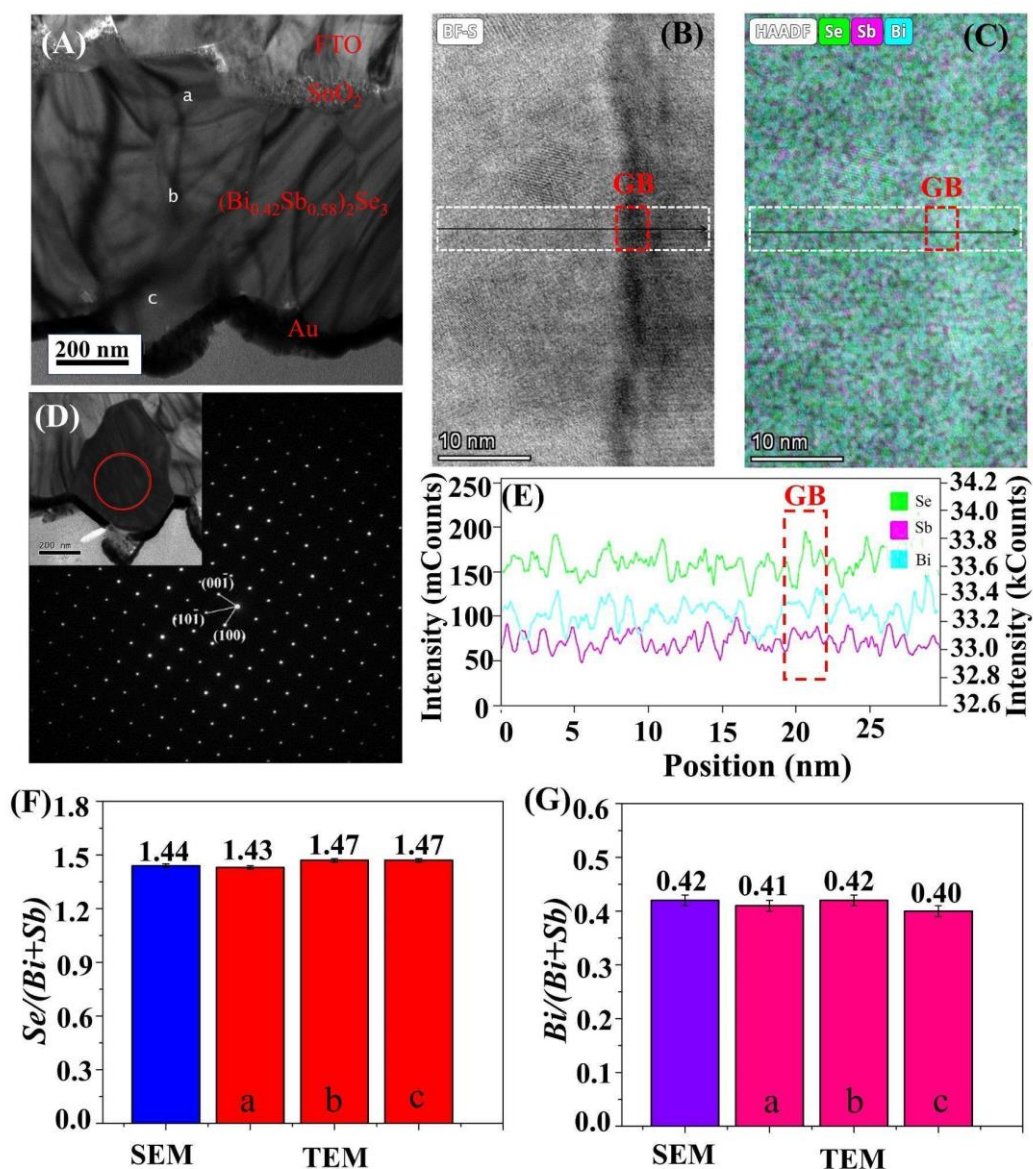 (A)
FTO
SnO2
a
b
(Bi0.42Sb0.58)2Se3
c
Au
200 nm
BF-S
(B)
GB
10 nm
HAADF Se Sb Bi
(C)
GB
10 nm
(D)
200 nm
(001̄)
(101̄)
(100)
(E)
GB
Se
Sb
Bi
250
200
150
100
50
0
Intensity (mCounts)
34.2
34.0
33.8
33.6
33.4
33.2
33.0
32.8
32.6
Intensity (kCounts)
0 5 10 15 20 25
Position (nm)
(F)
1.8
1.5
1.2
0.9
0.6
0.3
0.0
Se/(Bi+Sb)
1.44 1.43 1.47 1.47
a b c
SEM TEM
(G)
0.6
0.5
0.4
0.3
0.2
0.1
0.0
Bi/(Bi+Sb)
0.42 0.41 0.42 0.40
a b c
SEM TEM